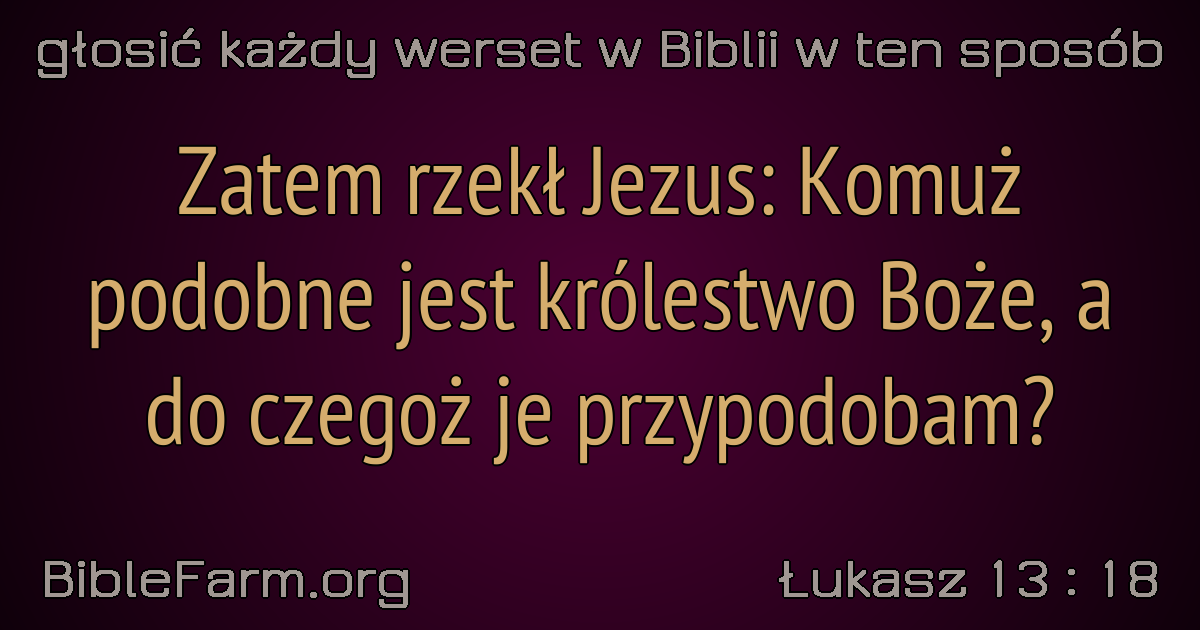 głosić każdy werset w Biblii w ten sposób
Zatem rzekł Jezus: Komuż
podobne jest królestwo Boże, a
do czegoż je przypodobam?
BibleFarm.org
Łukasz 13 : 18